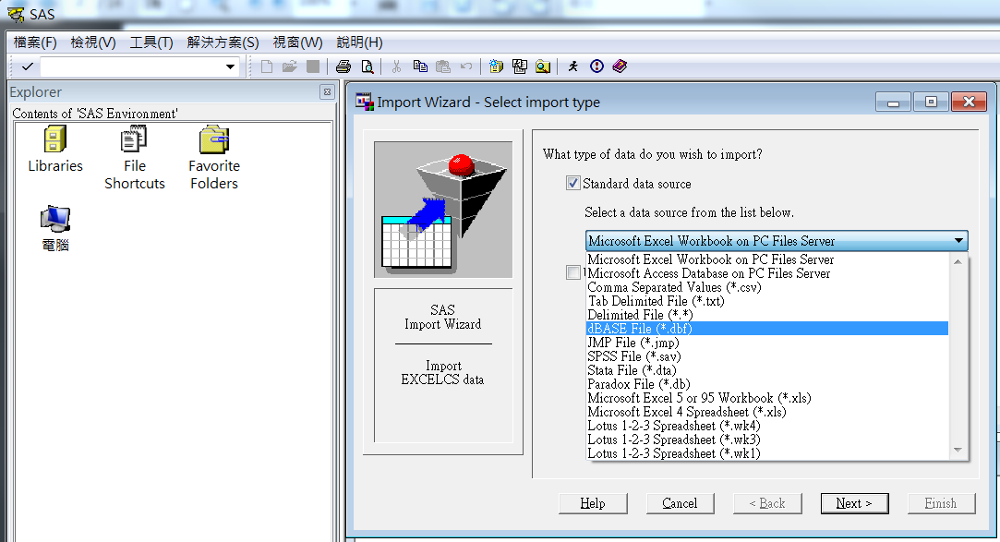 SAS
檔案(F) 檢視(V) 工具(T) 解決方案(S) 視窗(W) 說明(H)
Explorer
Contents of 'SAS Environment'
Libraries
File Shortcuts
Favorite Folders
電腦
Import Wizard - Select import type
SAS
Import Wizard
Import
EXCELCS data
What type of data do you wish to import?
Standard data source
Select a data source from the list below.
Microsoft Excel Workbook on PC Files Server
Microsoft Excel Workbook on PC Files Server
Microsoft Access Database on PC Files Server
Comma Separated Values (*.csv)
Tab Delimited File (*.txt)
Delimited File (*.*)
dBASE File (*.dbf)
JMP File (*.jmp)
SPSS File (*.sav)
Stata File (*.dta)
Paradox File (*.db)
Microsoft Excel 5 or 95 Workbook (*.xls)
Microsoft Excel 4 Spreadsheet (*.xls)
Lotus 1-2-3 Spreadsheet (*.wk4)
Lotus 1-2-3 Spreadsheet (*.wk3)
Lotus 1-2-3 Spreadsheet (*.wk1)
Help Cancel < Back Next > Finish